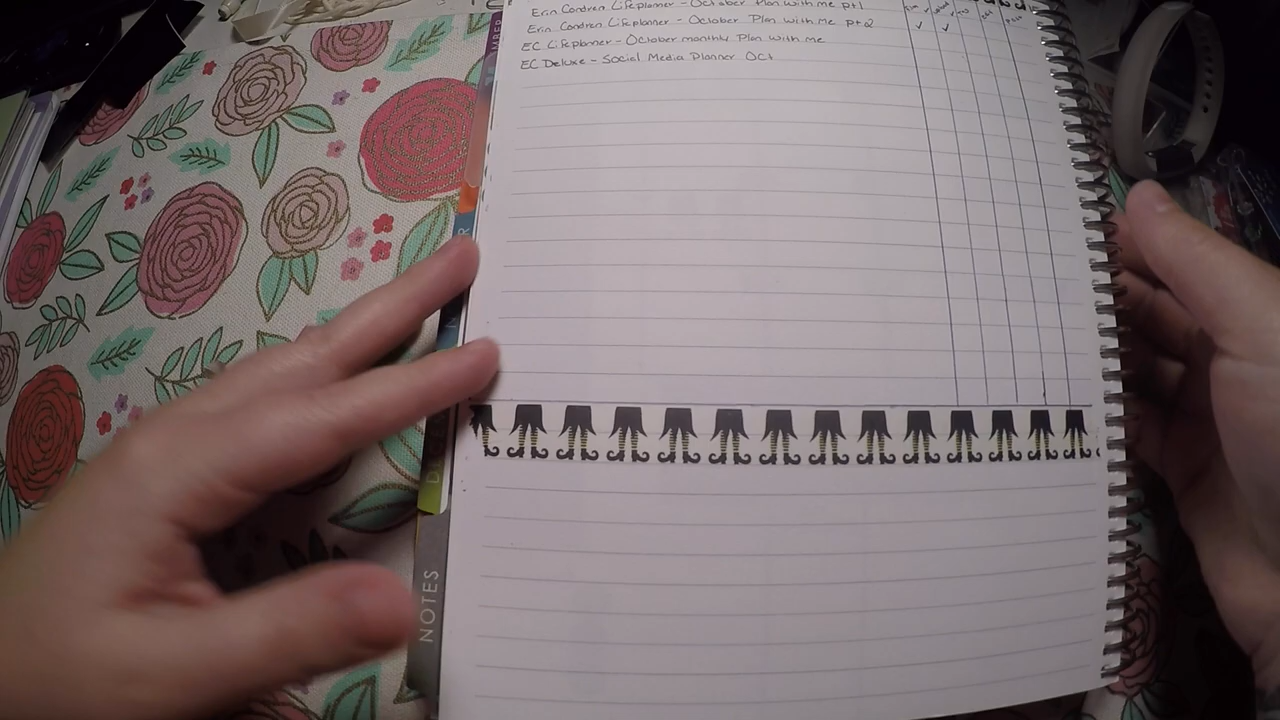 Erin Condren Lifeplanner - October Plan with me pt1
Erin Condren Lifeplanner - October Plan with me pt2
EC Lifeplanner - October monthly Plan with me
EC Deluxe - Social Media Planner Oct
NOTES